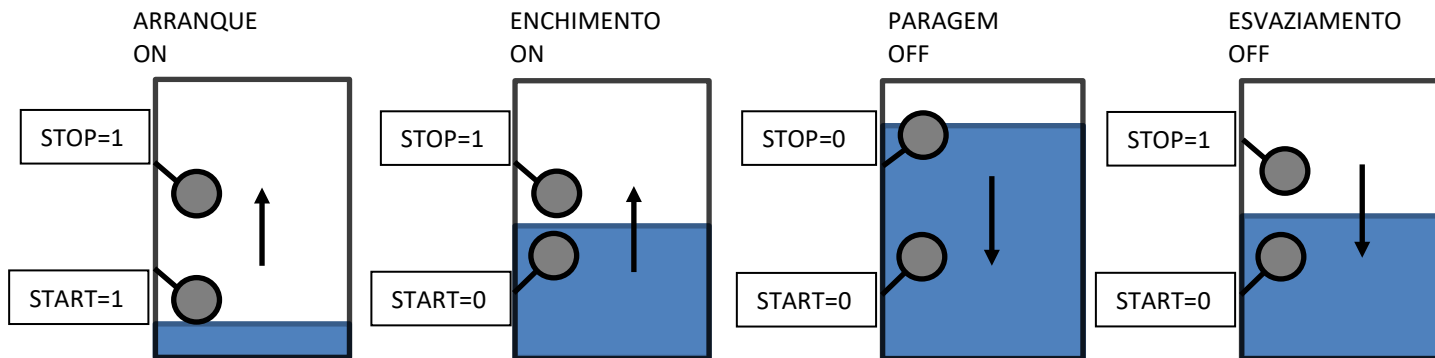 ARRANQUE
ON
STOP=1
START=1
ENCHIMENTO
ON
STOP=1
START=0
PARAGEM
OFF
STOP=0
START=0
ESVAZIAMENTO
OFF
STOP=1
START=0